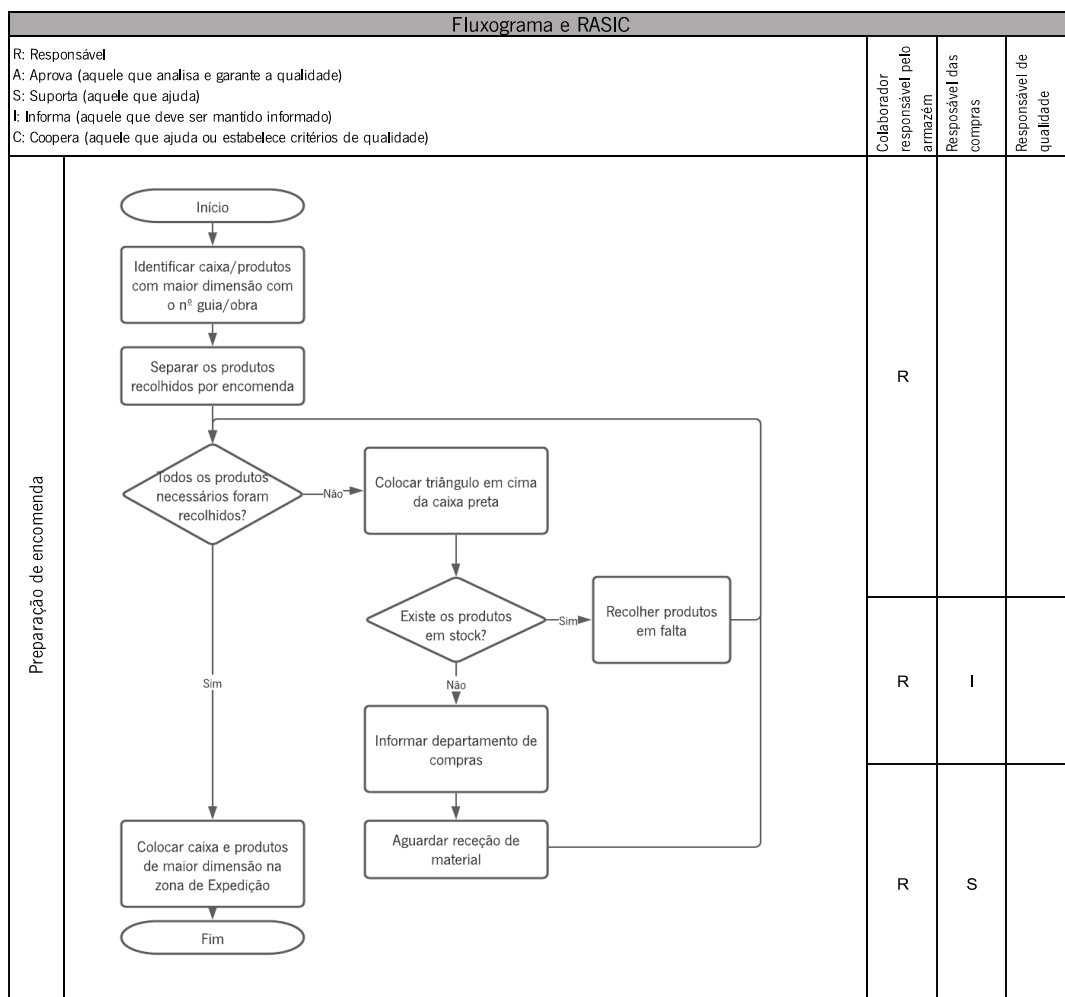 Fluxograma e RASIC
R: Responsável
A: Aprova (aquele que analisa e garante a qualidade)
S: Suporta (aquele que ajuda)
I: Informa (aquele que deve ser mantido informado)
C: Coopera (aquele que ajuda ou estabelece critérios de qualidade)
Colaborador
responsável pelo
armazém
Resposável das
compras
Responsável de
qualidade
Preparação de encomenda
Início
Identificar caixa/produtos
com maior dimensão com
o nº guia/obra
Separar os produtos
recolhidos por encomenda
R
Todos os produtos
necessários foram
recolhidos?
Não
Colocar triângulo em cima
da caixa preta
Existe os produtos
em stock?
Sim
Recolher produtos
em falta
Sim
Não
R
I
Informar departamento de
compras
Aguardar receção de
material
Colocar caixa e produtos
de maior dimensão na
zona de Expedição
R
S
Fim